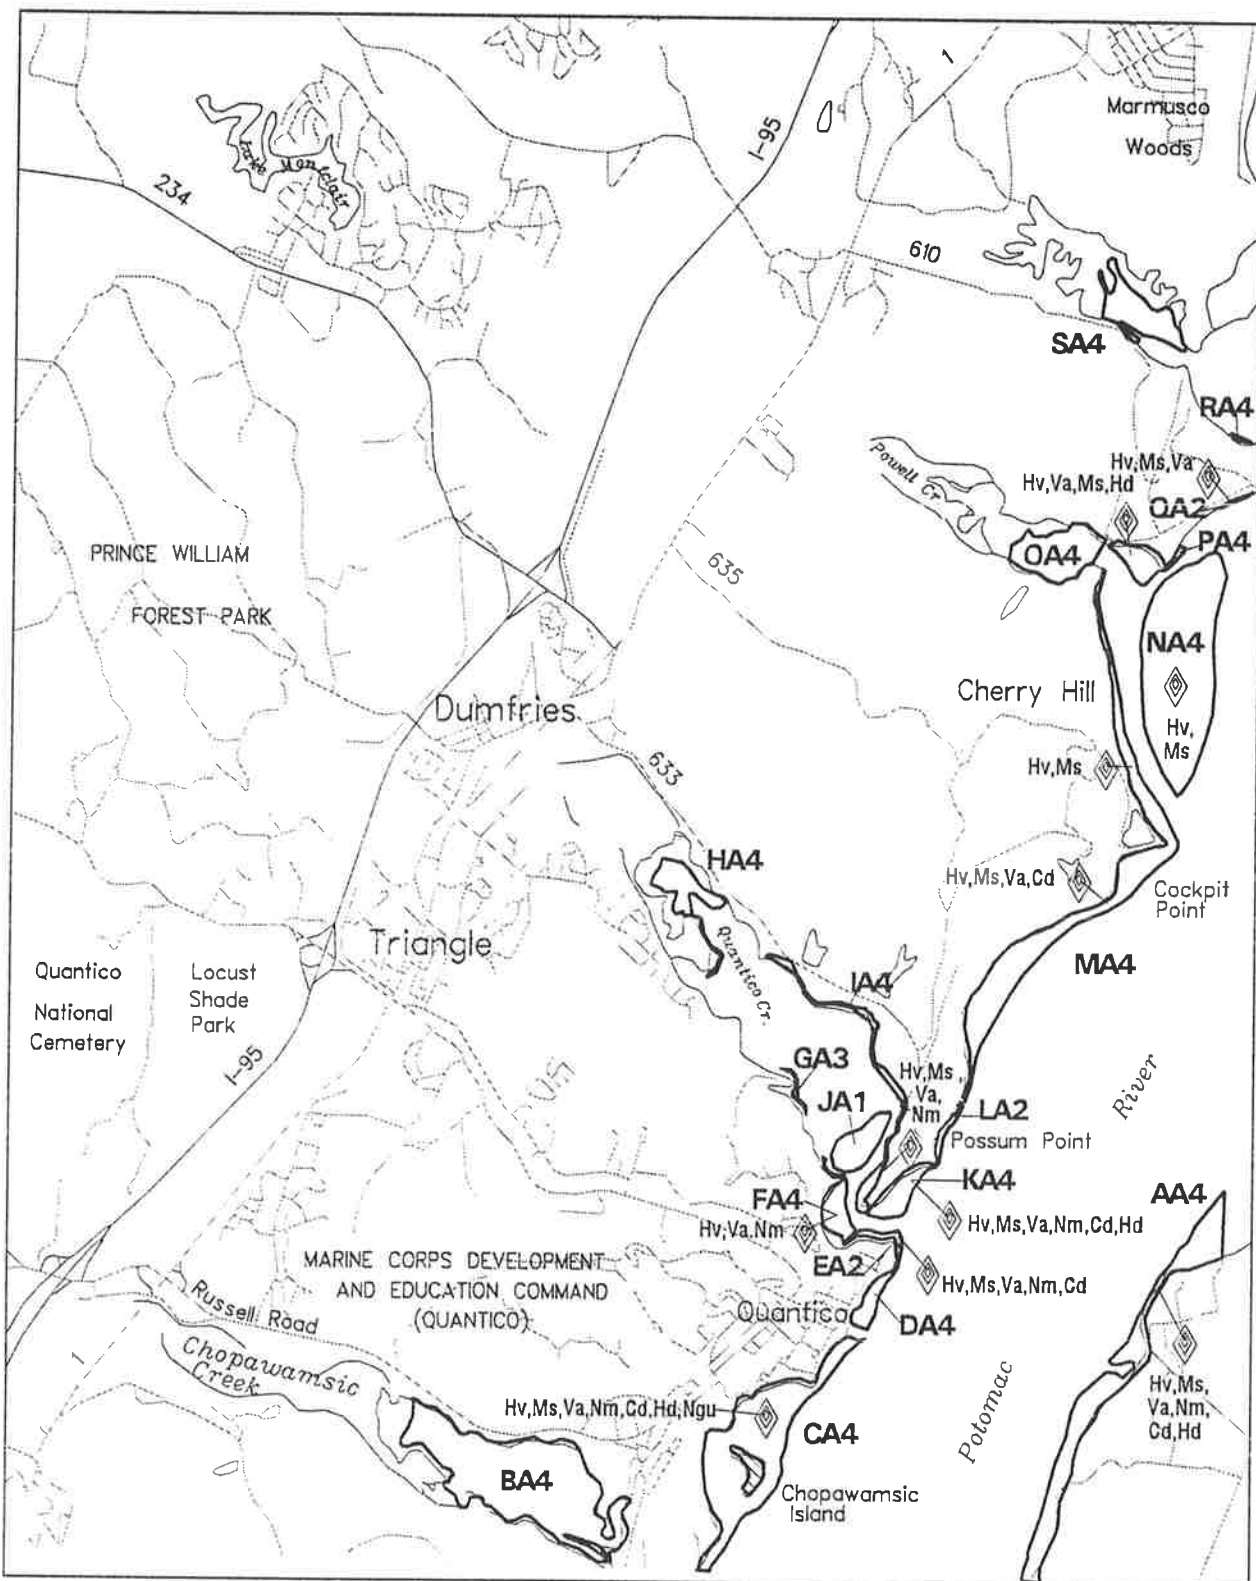 1
I-95
Marmusco
Woods
Lake Montclair
234
610
SA4
RA4
Powell Cr.
Hv,Ms,Va
Hv,Va,Ms,Hd
QA2
PA4
OA4
635
PRINCE WILLIAM
FOREST PARK
NA4
Hv,
Ms
Cherry Hill
Dumfries
633
Hv,Ms
HA4
Hv,Ms,Va,Cd
Cockpit
Point
Triangle
Quantico Cr.
MA4
Quantico
National
Cemetery
Locust
Shade
Park
IA4
I-95
GA3
Hv,Ms,
Va,
Nm
JA1
LA2
River
Possum Point
KA4
AA4
FA4
Hv,Va.Nm
Hv,Ms,Va,Nm,Cd,Hd
MARINE CORPS DEVELOPMENT
AND EDUCATION COMMAND
(QUANTICO)
EA2
Hv,Ms,Va,Nm,Cd
Russell Road
Quantico
DA4
1
Chopawamsic
Creek
Potomac
Hv,Ms,
Va,Nm,
Cd,Hd
Hv,Ms,Va,Nm,Cd,Hd,Ngu
CA4
BA4
Chopawamsic
Island